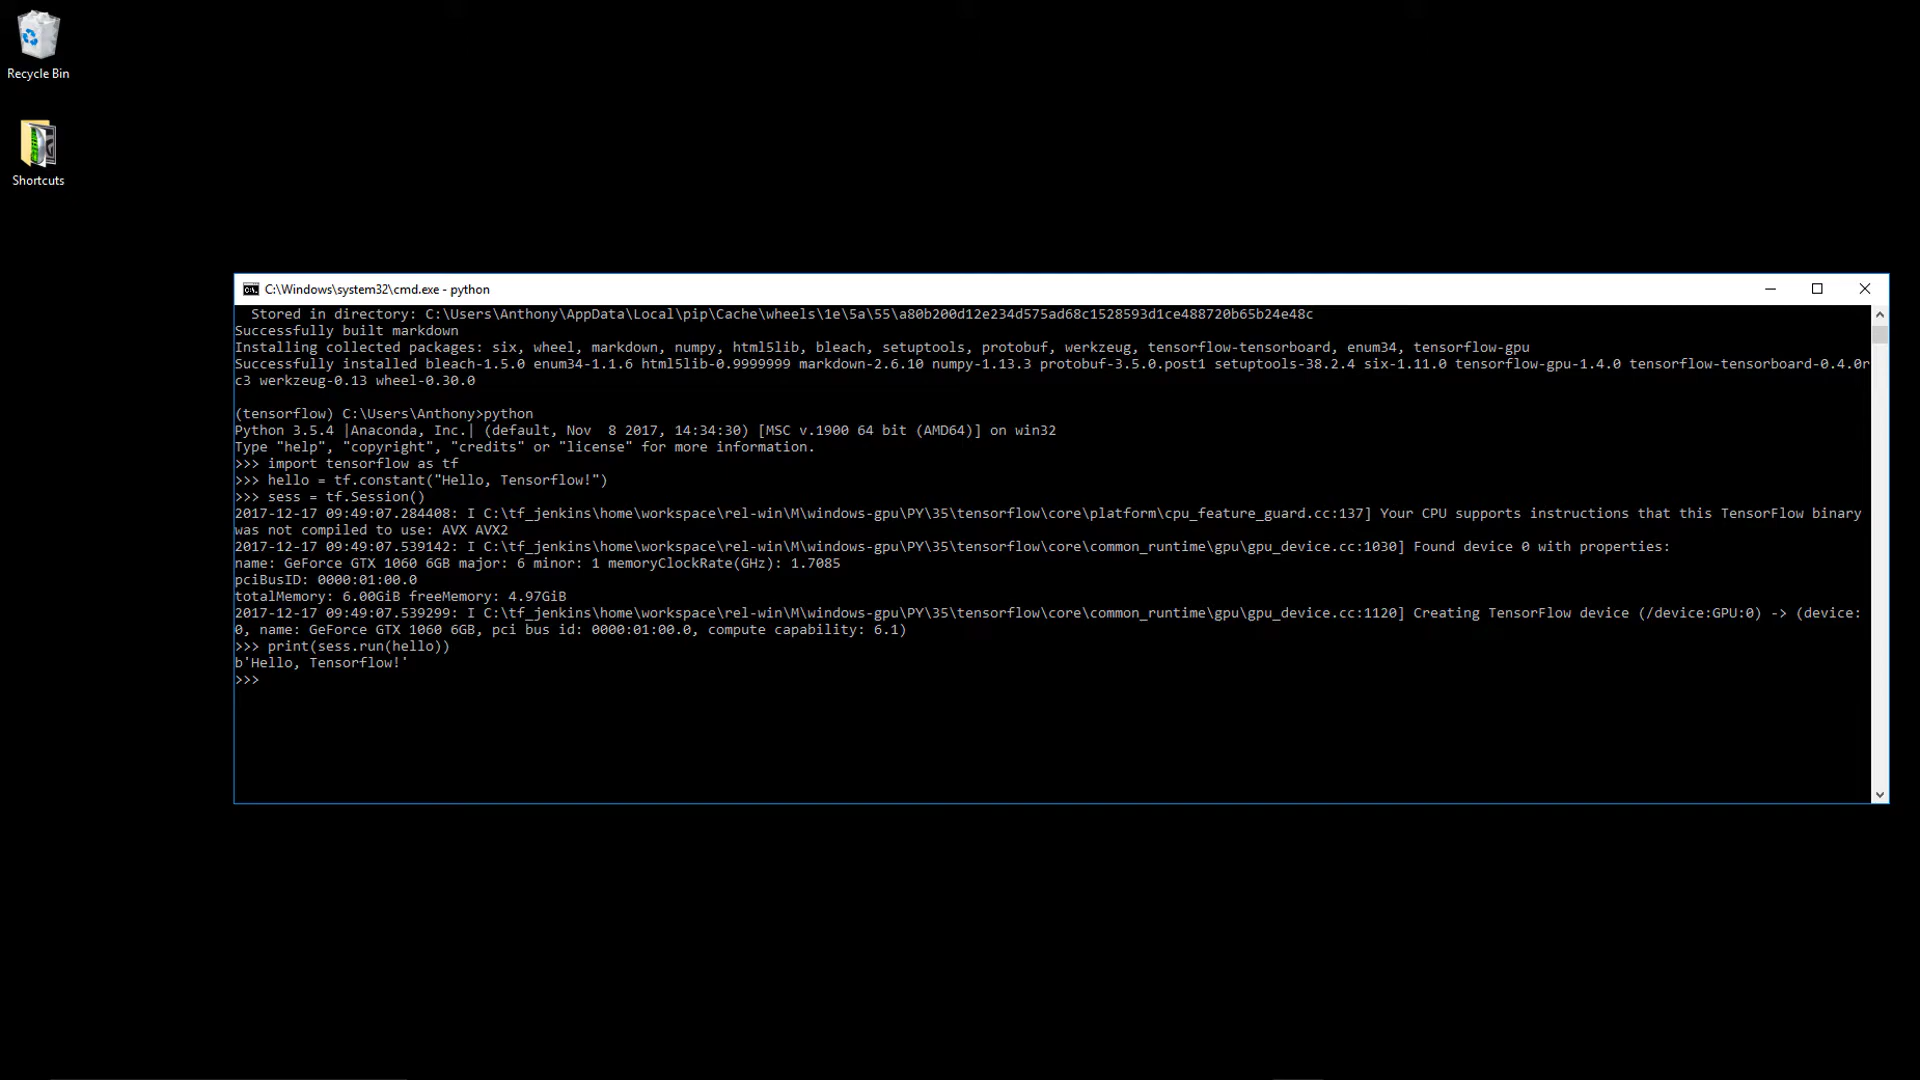 Recycle Bin
Shortcuts
C:\Windows\system32\cmd.exe - python
Stored in directory: C:\Users\Anthony\AppData\Local\pip\Cache\wheels\1e\5a\55\a80b200d12e234d575ad68c1528593d1ce488720b65b24e48c
Successfully built markdown
Installing collected packages: six, wheel, markdown, numpy, html5lib, bleach, setuptools, protobuf, werkzeug, tensorflow-tensorboard, enum34, tensorflow-gpu
Successfully installed bleach-1.5.0 enum34-1.1.6 html5lib-0.9999999 markdown-2.6.10 numpy-1.13.3 protobuf-3.5.0.post1 setuptools-38.2.4 six-1.11.0 tensorflow-gpu-1.4.0 tensorflow-tensorboard-0.4.0r
c3 werkzeug-0.13 wheel-0.30.0
(tensorflow) C:\Users\Anthony>python
Python 3.5.4 |Anaconda, Inc.| (default, Nov  8 2017, 14:34:30) [MSC v.1900 64 bit (AMD64)] on win32
Type "help", "copyright", "credits" or "license" for more information.
>>> import tensorflow as tf
>>> hello = tf.constant("Hello, Tensorflow!")
>>> sess = tf.Session()
2017-12-17 09:49:07.284408: I C:\tf_jenkins\home\workspace\rel-win\M\windows-gpu\PY\35\tensorflow\core\platform\cpu_feature_guard.cc:137] Your CPU supports instructions that this TensorFlow binary
was not compiled to use: AVX AVX2
2017-12-17 09:49:07.539142: I C:\tf_jenkins\home\workspace\rel-win\M\windows-gpu\PY\35\tensorflow\core\common_runtime\gpu\gpu_device.cc:1030] Found device 0 with properties:
name: GeForce GTX 1060 6GB major: 6 minor: 1 memoryClockRate(GHz): 1.7085
pciBusID: 0000:01:00.0
totalMemory: 6.00GiB freeMemory: 4.97GiB
2017-12-17 09:49:07.539299: I C:\tf_jenkins\home\workspace\rel-win\M\windows-gpu\PY\35\tensorflow\core\common_runtime\gpu\gpu_device.cc:1120] Creating TensorFlow device (/device:GPU:0) -> (device:
0, name: GeForce GTX 1060 6GB, pci bus id: 0000:01:00.0, compute capability: 6.1)
>>> print(sess.run(hello))
b'Hello, Tensorflow!'
>>>